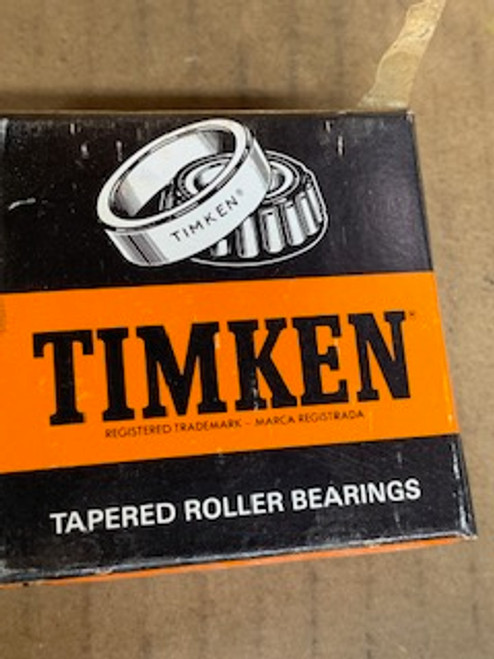 TIMKEN®
TIMKEN®
REGISTERED TRADEMARK – MARCA REGISTRADA
TAPERED ROLLER BEARINGS